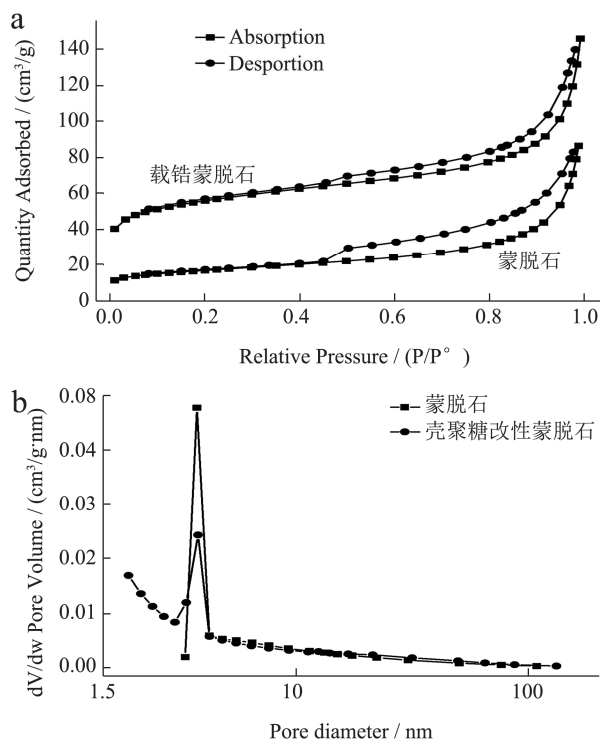 a
140
120
100
80
60
40
20
0
Quantity Adsorbed / (cm³/g)
Absorption
Desportion
载锆蒙脱石
蒙脱石
0.0 0.2 0.4 0.6 0.8 1.0
Relative Pressure / (P/P°)
b
0.08
0.04
0.03
0.02
0.01
0.00
dV/dw Pore Volume / (cm³/g·nm)
蒙脱石
壳聚糖改性蒙脱石
1.5 10 100
Pore diameter / nm